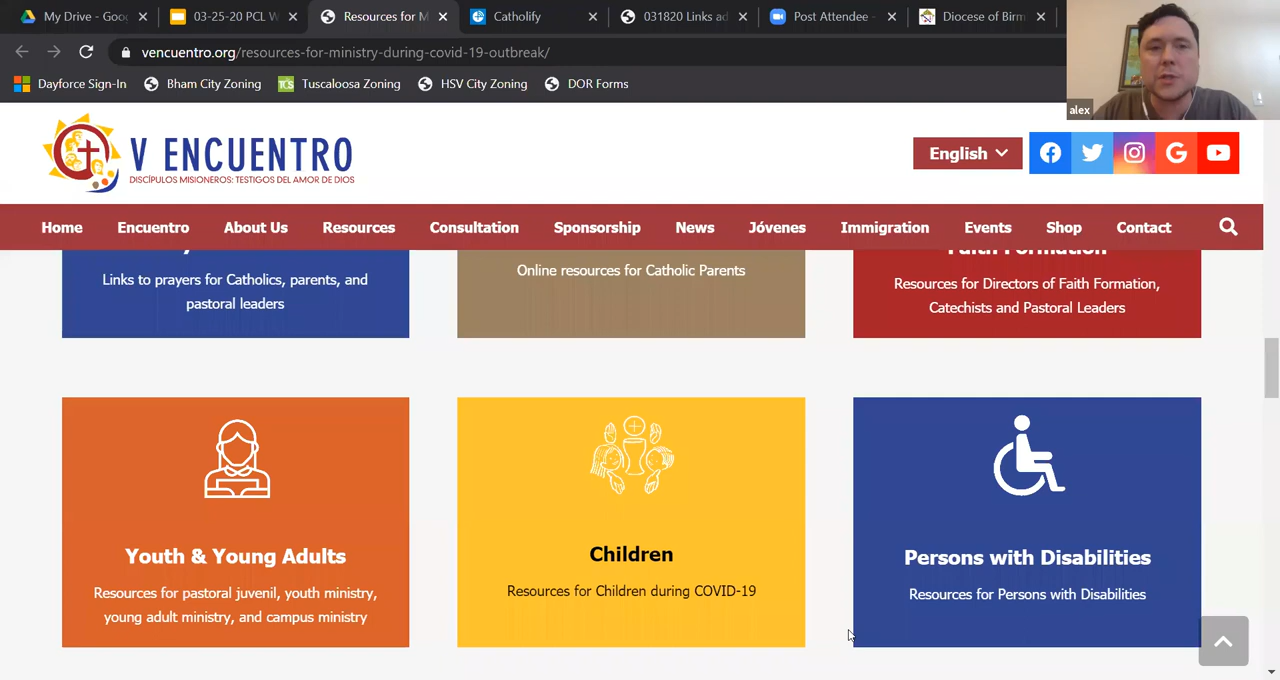 My Drive - Goo
03-25-20 PCL W
Resources for M
Catholify
031820 Links ad
Post Attendee -
Diocese of Birm
vencuentro.org/resources-for-ministry-during-covid-19-outbreak/
Dayforce Sign-In
Bham City Zoning
TCS
Tuscaloosa Zoning
HSV City Zoning
DOR Forms
alex
V ENCUENTRO
DISCÍPULOS MISIONEROS: TESTIGOS DEL AMOR DE DIOS
English
Home Encuentro About Us Resources Consultation Sponsorship News Jóvenes Immigration Events Shop Contact
Links to prayers for Catholics, parents, and
pastoral leaders
Online resources for Catholic Parents
Faith Formation
Resources for Directors of Faith Formation,
Catechists and Pastoral Leaders
Youth & Young Adults
Resources for pastoral juvenil, youth ministry,
young adult ministry, and campus ministry
Children
Resources for Children during COVID-19
Persons with Disabilities
Resources for Persons with Disabilities